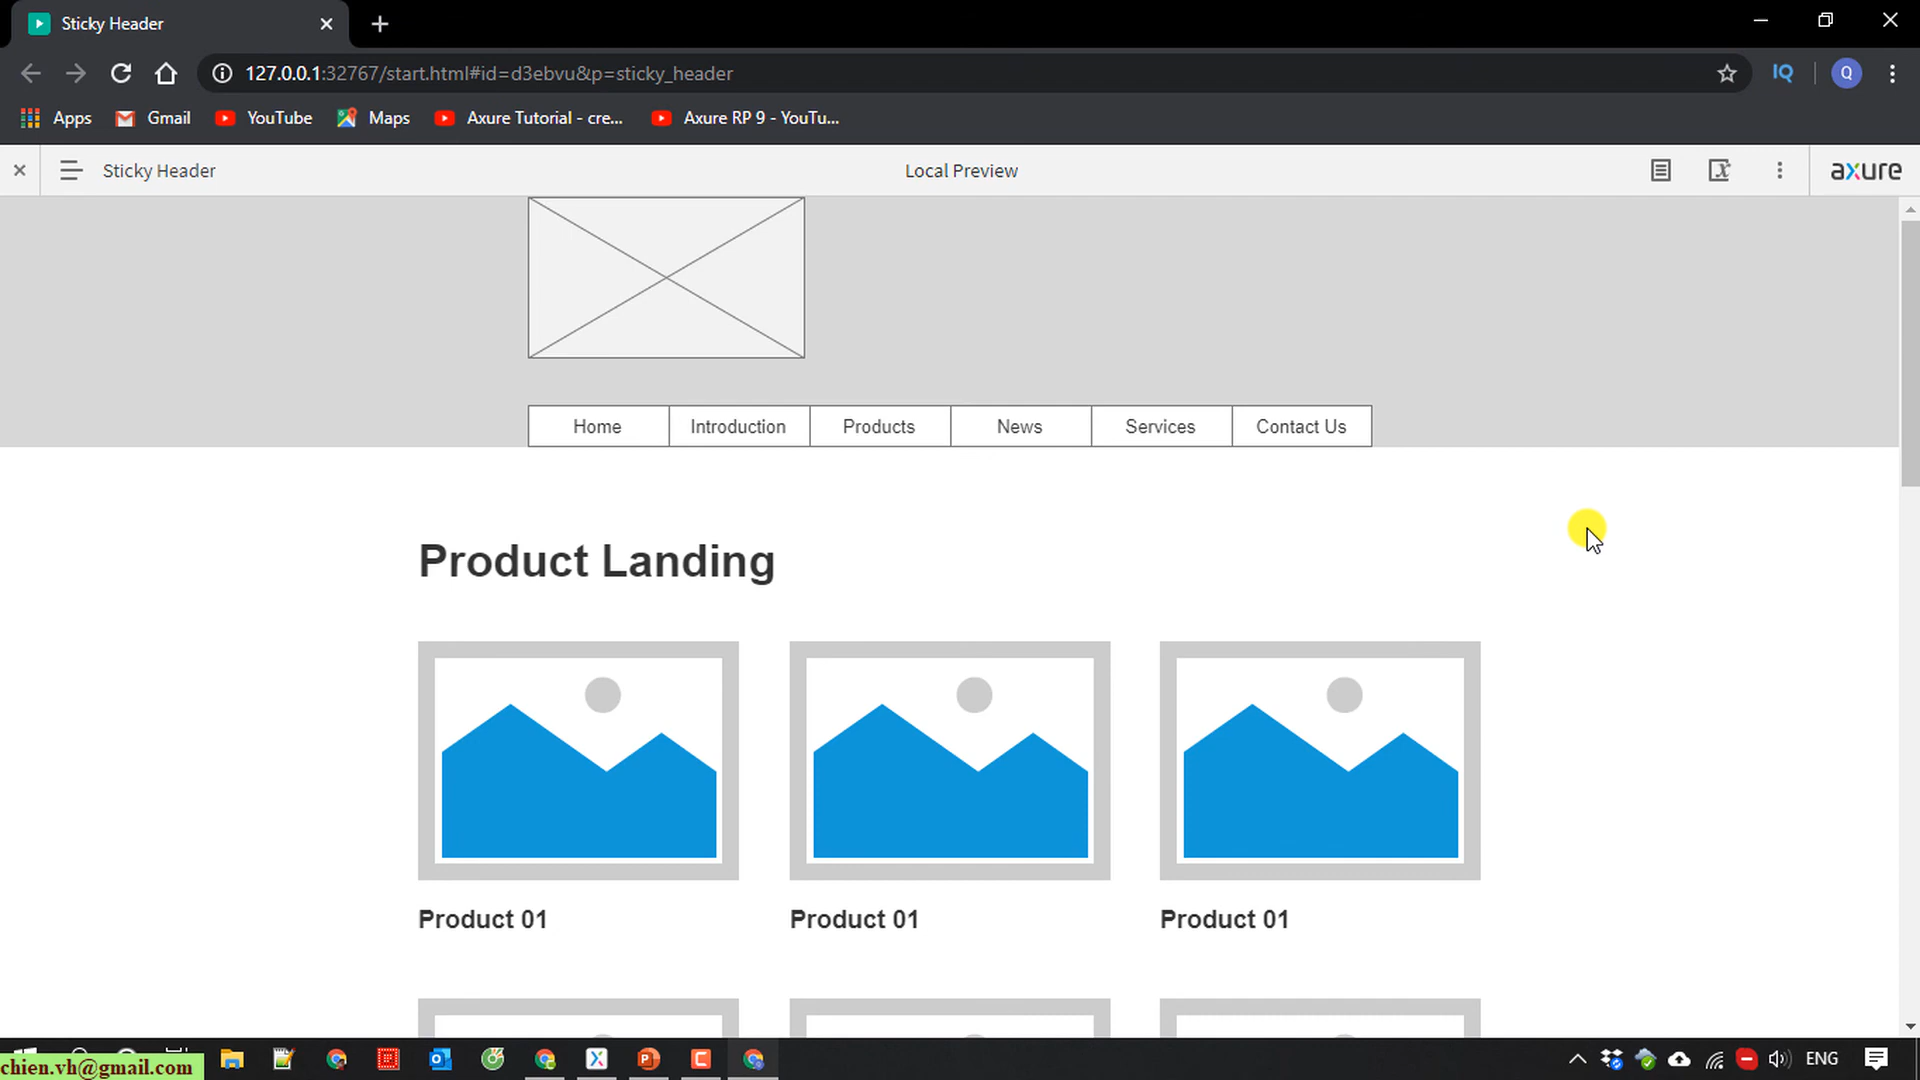 Sticky Header
127.0.0.1:32767/start.html#id=d3ebvu&p=sticky_header
IQ
Q
Apps
Gmail
YouTube
Maps
Axure Tutorial - cre...
Axure RP 9 - YouTu...
Sticky Header
Local Preview
axure
Home
Introduction
Products
News
Services
Contact Us
Product Landing
Product 01
Product 01
Product 01
chien.vh@gmail.com
ENG